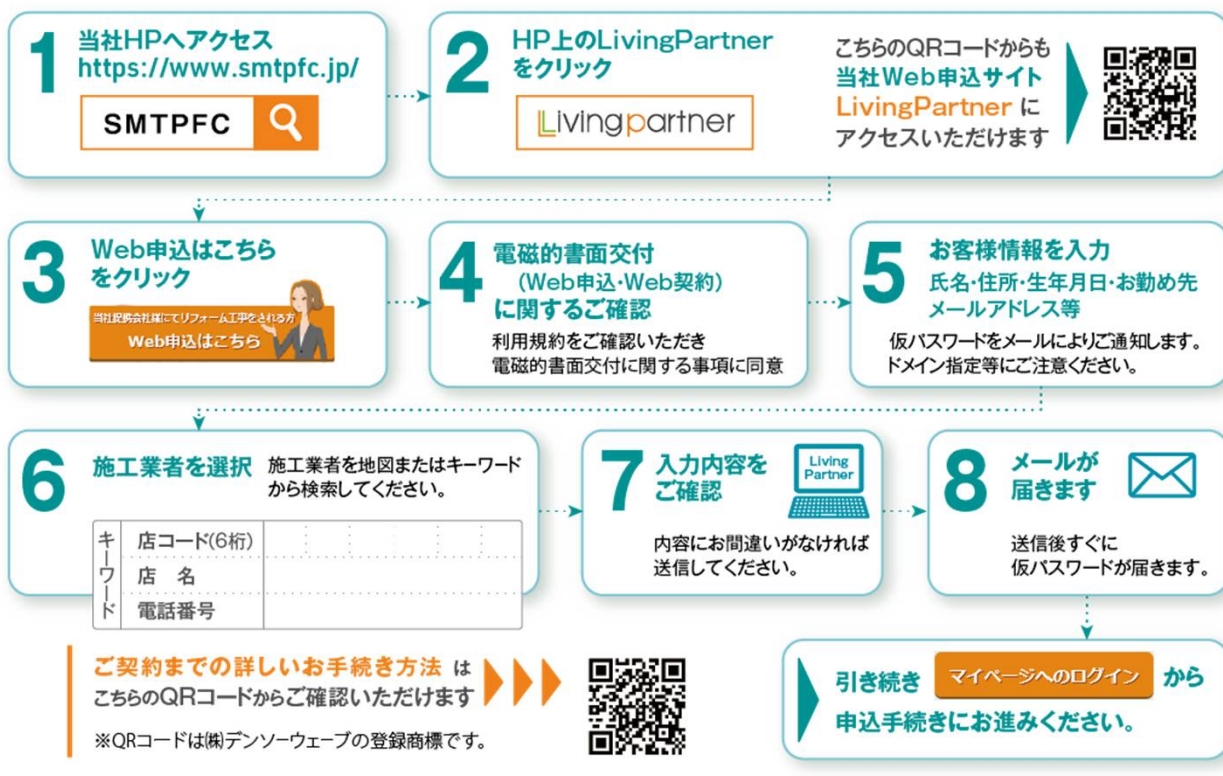 1
当社HPへアクセス
https://www.smtpfc.jp/
SMTPFC
2
HP上のLivingPartner
をクリック
Livingpartner
こちらのQRコードからも
当社Web申込サイト
LivingPartner に
アクセスいただけます
3
Web申込はこちら
をクリック
当社提携会社様にてリフォーム工事をされる方
Web申込はこちら
4
電磁的書面交付
(Web申込・Web契約)
に関するご確認
利用規約をご確認いただき
電磁的書面交付に関する事項に同意
5
お客様情報を入力
氏名・住所・生年月日・お勤め先
メールアドレス等
仮パスワードをメールによりご通知します。
ドメイン指定等にご注意ください。
6
施工業者を選択
施工業者を地図またはキーワード
から検索してください。
キーワード
店コード(6桁)
店 名
電話番号
7
入力内容を
ご確認
Living
Partner
内容にお間違いがなければ
送信してください。
8
メールが
届きます
送信後すぐに
仮パスワードが届きます。
ご契約までの詳しいお手続き方法 は
こちらのQRコードからご確認いただけます
※QRコードは㈱デンソーウェーブの登録商標です。
引き続き マイページへのログイン から
申込手続きにお進みください。